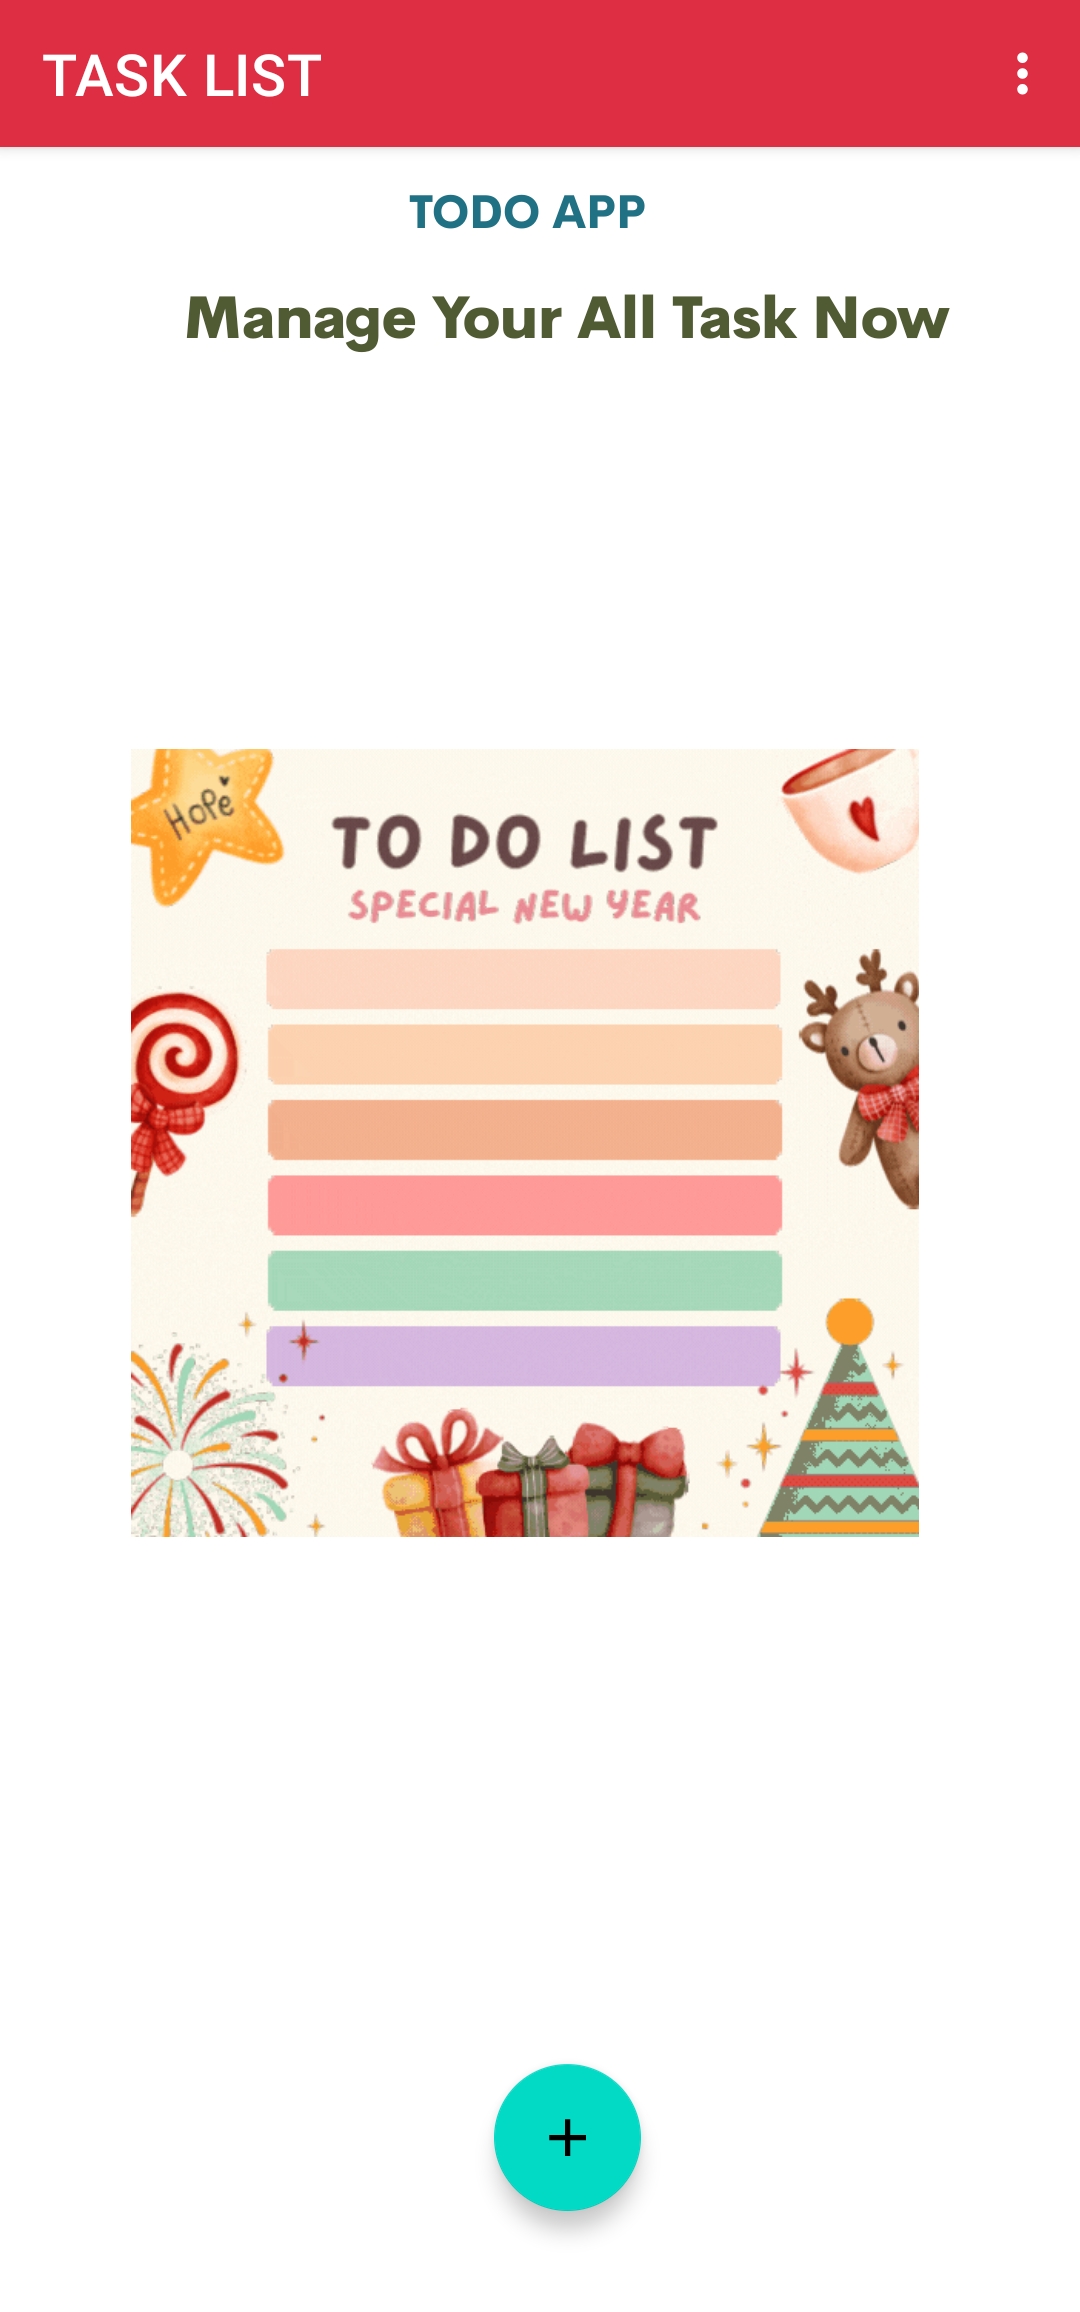 TASK LIST
TODO APP
Manage Your All Task Now
HoPe
TO DO LIST
SPECIAL NEW YEAR